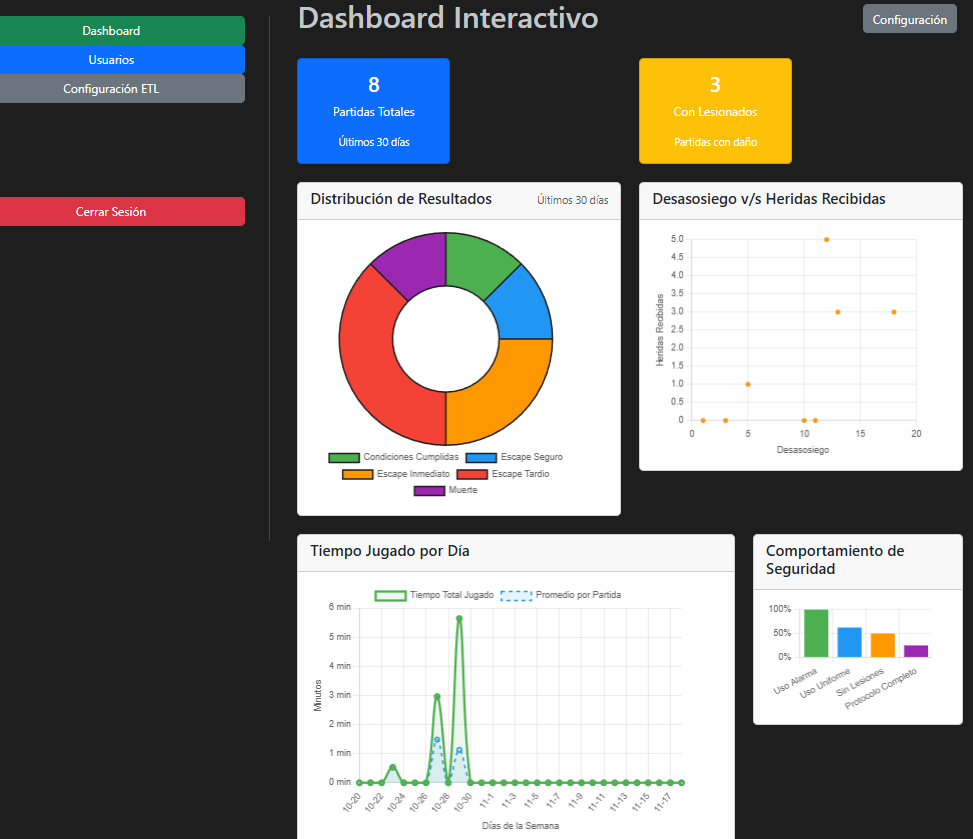 Dashboard
Usuarios
Configuración ETL
Cerrar Sesión
Dashboard Interactivo
Configuración
8
Partidas Totales
Últimos 30 días
3
Con Lesionados
Partidas con daño
Distribución de Resultados
Últimos 30 días
Condiciones Cumplidas
Escape Seguro
Escape Inmediato
Escape Tardio
Muerte
Desasosiego v/s Heridas Recibidas
5.0
4.5
4.0
3.5
3.0
2.5
2.0
1.5
1.0
0.5
0
Heridas Recibidas
0 5 10 15 20
Desasosiego
Tiempo Jugado por Día
Tiempo Total Jugado
Promedio por Partida
6 min
5 min
4 min
3 min
2 min
1 min
0 min
Minutos
10-20 10-22 10-24 10-26 10-28 10-30 11-1 11-3 11-5 11-7 11-9 11-11 11-13 11-15 11-17
Días de la Semana
Comportamiento de
Seguridad
100%
50%
0%
Uso Alarma
Uso Uniforme
Sin Lesiones
Protocolo Completo